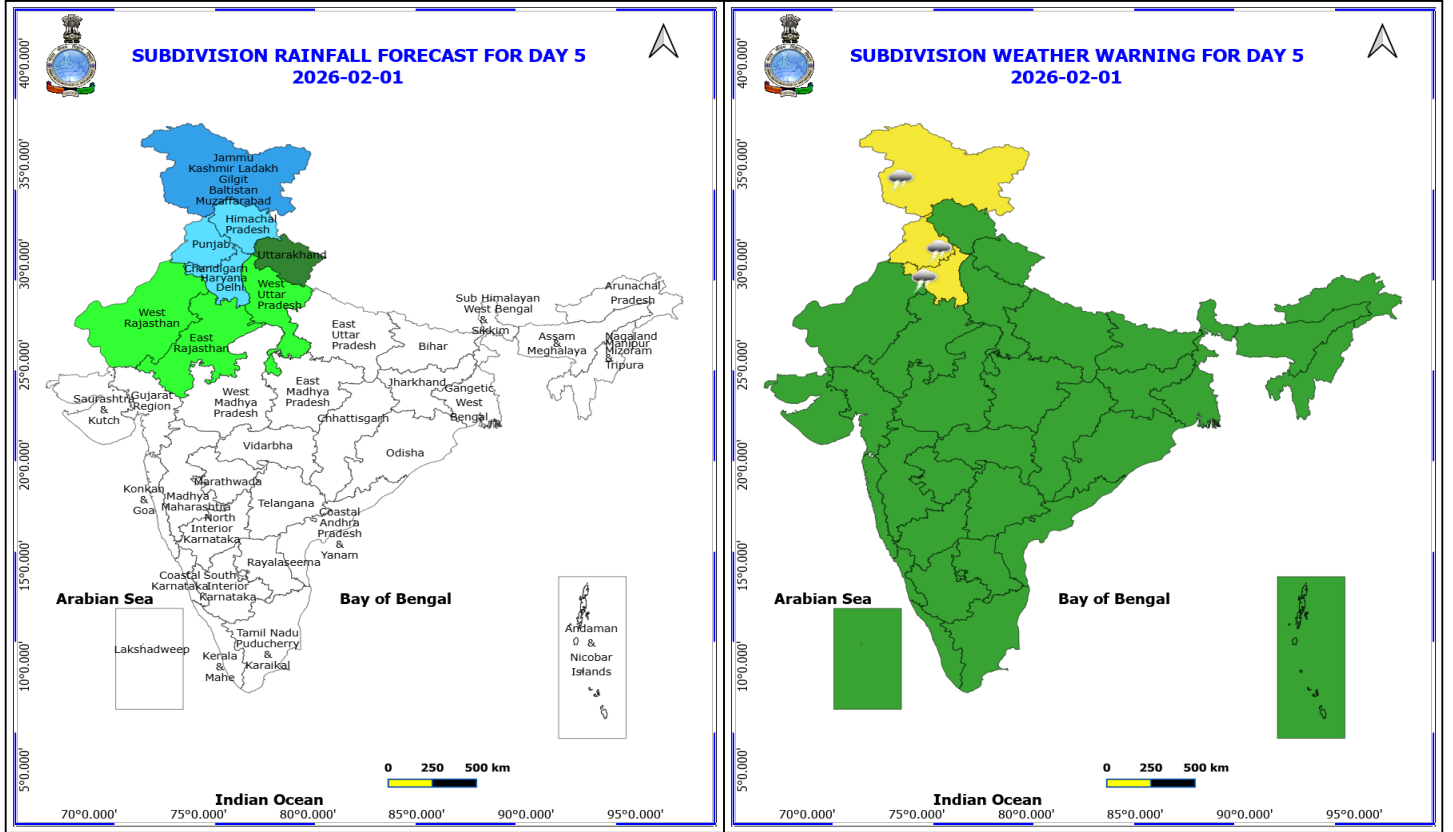 SUBDIVISION RAINFALL FORECAST FOR DAY 5
2026-02-01
40°0.000'
35°0.000'
30°0.000'
25°0.000'
20°0.000'
15°0.000'
10°0.000'
5°0.000'
Jammu
Kashmir Ladakh
Gilgit
Baltistan
Muzaffarabad
Himachal
Pradesh
Punjab
Uttarakhand
Chandigarh
Haryana
Delhi
West
Uttar
Pradesh
West
Rajasthan
East
Rajasthan
East
Uttar
Pradesh
Bihar
Sub Himalayan
West Bengal
&
Sikkim
Arunachal
Pradesh
Assam
&
Meghalaya
Nagaland
Manipur
Mizoram
&
Tripura
Saurashtra
&
Kutch
Gujarat
Region
West
Madhya
Pradesh
East
Madhya
Pradesh
Jharkhand
Gangetic
West
Bengal
Chhattisgarh
Vidarbha
Odisha
Konkan
&
Goa
Marathwada
Madhya
Maharashtra
Telangana
North
Interior
Karnataka
Coastal
Andhra
Pradesh
&
Yanam
Rayalaseema
Coastal
Karnataka
South
Interior
Karnataka
Arabian Sea
Bay of Bengal
Lakshadweep
Kerala
&
Mahe
Tamil Nadu
Puducherry
&
Karaikal
Andaman
&
Nicobar
Islands
0 250 500 km
Indian Ocean
70°0.000' 75°0.000' 80°0.000' 85°0.000' 90°0.000' 95°0.000'
SUBDIVISION WEATHER WARNING FOR DAY 5
2026-02-01
40°0.000'
35°0.000'
30°0.000'
25°0.000'
20°0.000'
15°0.000'
10°0.000'
5°0.000'
Arabian Sea
Bay of Bengal
0 250 500 km
Indian Ocean
70°0.000' 75°0.000' 80°0.000' 85°0.000' 90°0.000' 95°0.000'